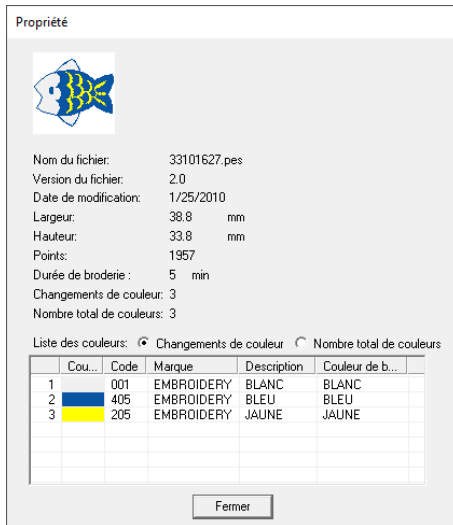 Propriété
Nom du fichier: 33101627.pes
Version du fichier: 2.0
Date de modification: 1/25/2010
Largeur: 38.8 mm
Hauteur: 33.8 mm
Points: 1957
Durée de broderie : 5 min
Changements de couleur: 3
Nombre total de couleurs: 3
Liste des couleurs: Changements de couleur Nombre total de couleurs
Cou... Code Marque Description Couleur de b...
1 001 EMBROIDERY BLANC BLANC
2 405 EMBROIDERY BLEU BLEU
3 205 EMBROIDERY JAUNE JAUNE
Fermer